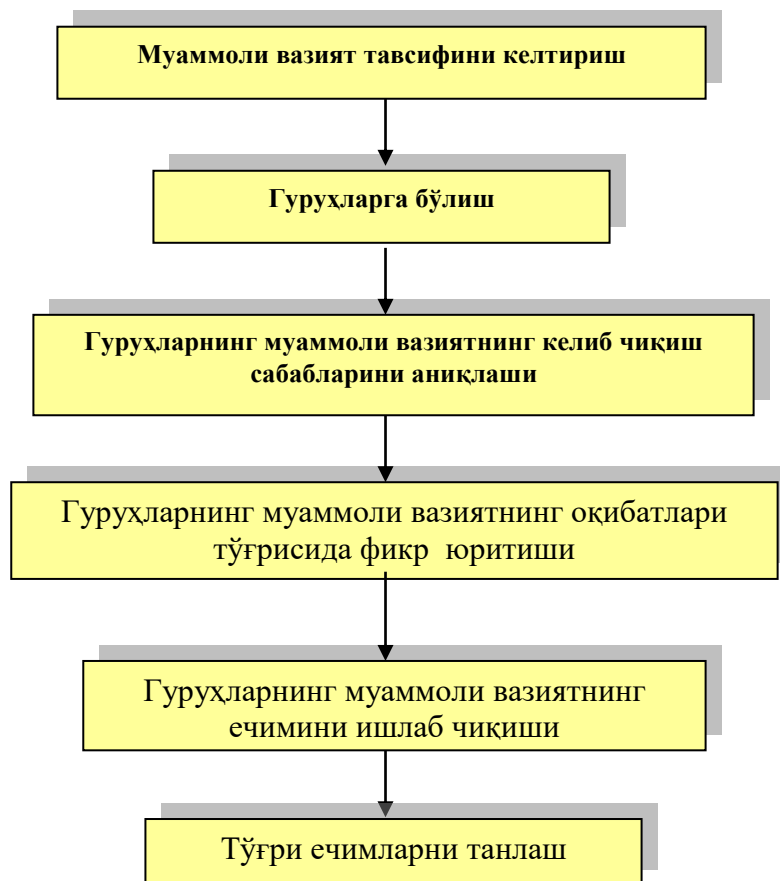 Муаммоли вазият тавсифини келтириш
Гуруҳларга бўлиш
Гуруҳларнинг муаммоли вазиятнинг келиб чиқиш
сабабларини аниқлаши
Гуруҳларнинг муаммоли вазиятнинг оқибатлари
тўғрисида фикр юритиши
Гуруҳларнинг муаммоли вазиятнинг
ечимини ишлаб чиқиши
Тўғри ечимларни танлаш